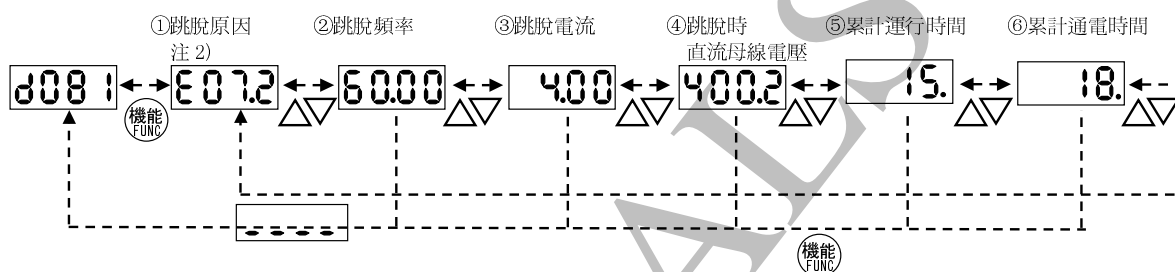 ①跳脫原因
注 2)
②跳脫頻率
③跳脫電流
④跳脫時
直流母線電壓
⑤累計運行時間
⑥累計通電時間
d081
E07.2
60.00
4.00
400.2
15.
18.
機能
FUNC
機能
FUNC